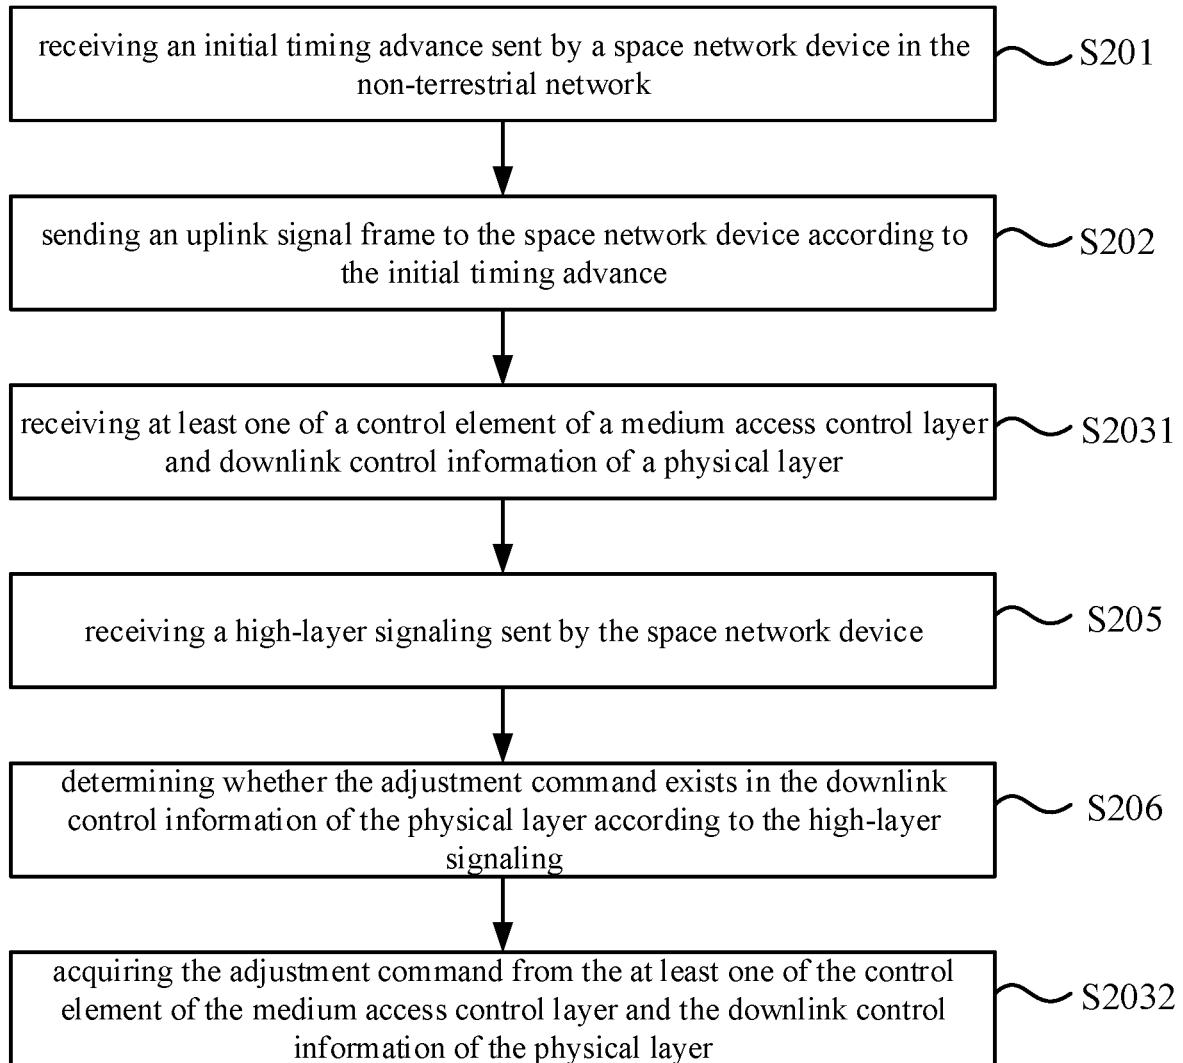 receiving an initial timing advance sent by a space network device in the
non-terrestrial network
S201
sending an uplink signal frame to the space network device according to
the initial timing advance
S202
receiving at least one of a control element of a medium access control layer
and downlink control information of a physical layer
S2031
receiving a high-layer signaling sent by the space network device
S205
determining whether the adjustment command exists in the downlink
control information of the physical layer according to the high-layer
signaling
S206
acquiring the adjustment command from the at least one of the control
element of the medium access control layer and the downlink control
information of the physical layer
S2032